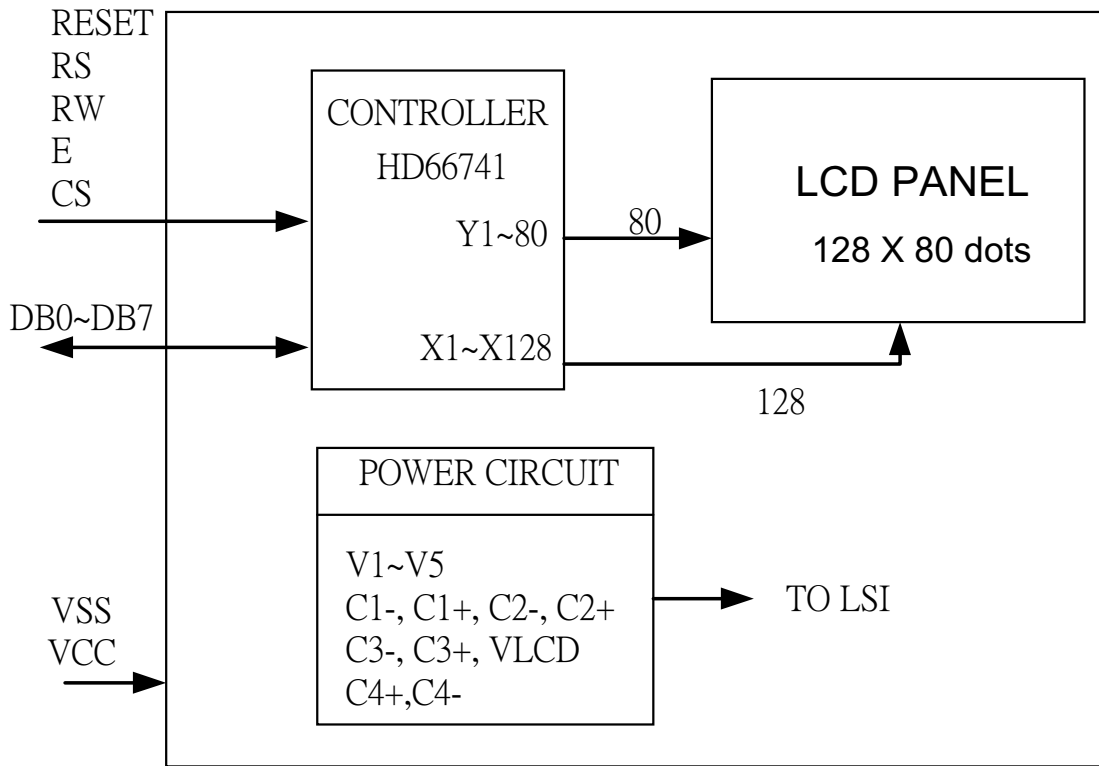 RESET
RS
RW
E
CS
DB0~DB7
VSS
VCC
CONTROLLER
HD66741
Y1~80
X1~X128
80
128
LCD PANEL
128 X 80 dots
POWER CIRCUIT
V1~V5
C1-, C1+, C2-, C2+
C3-, C3+, VLCD
C4+,C4-
TO LSI